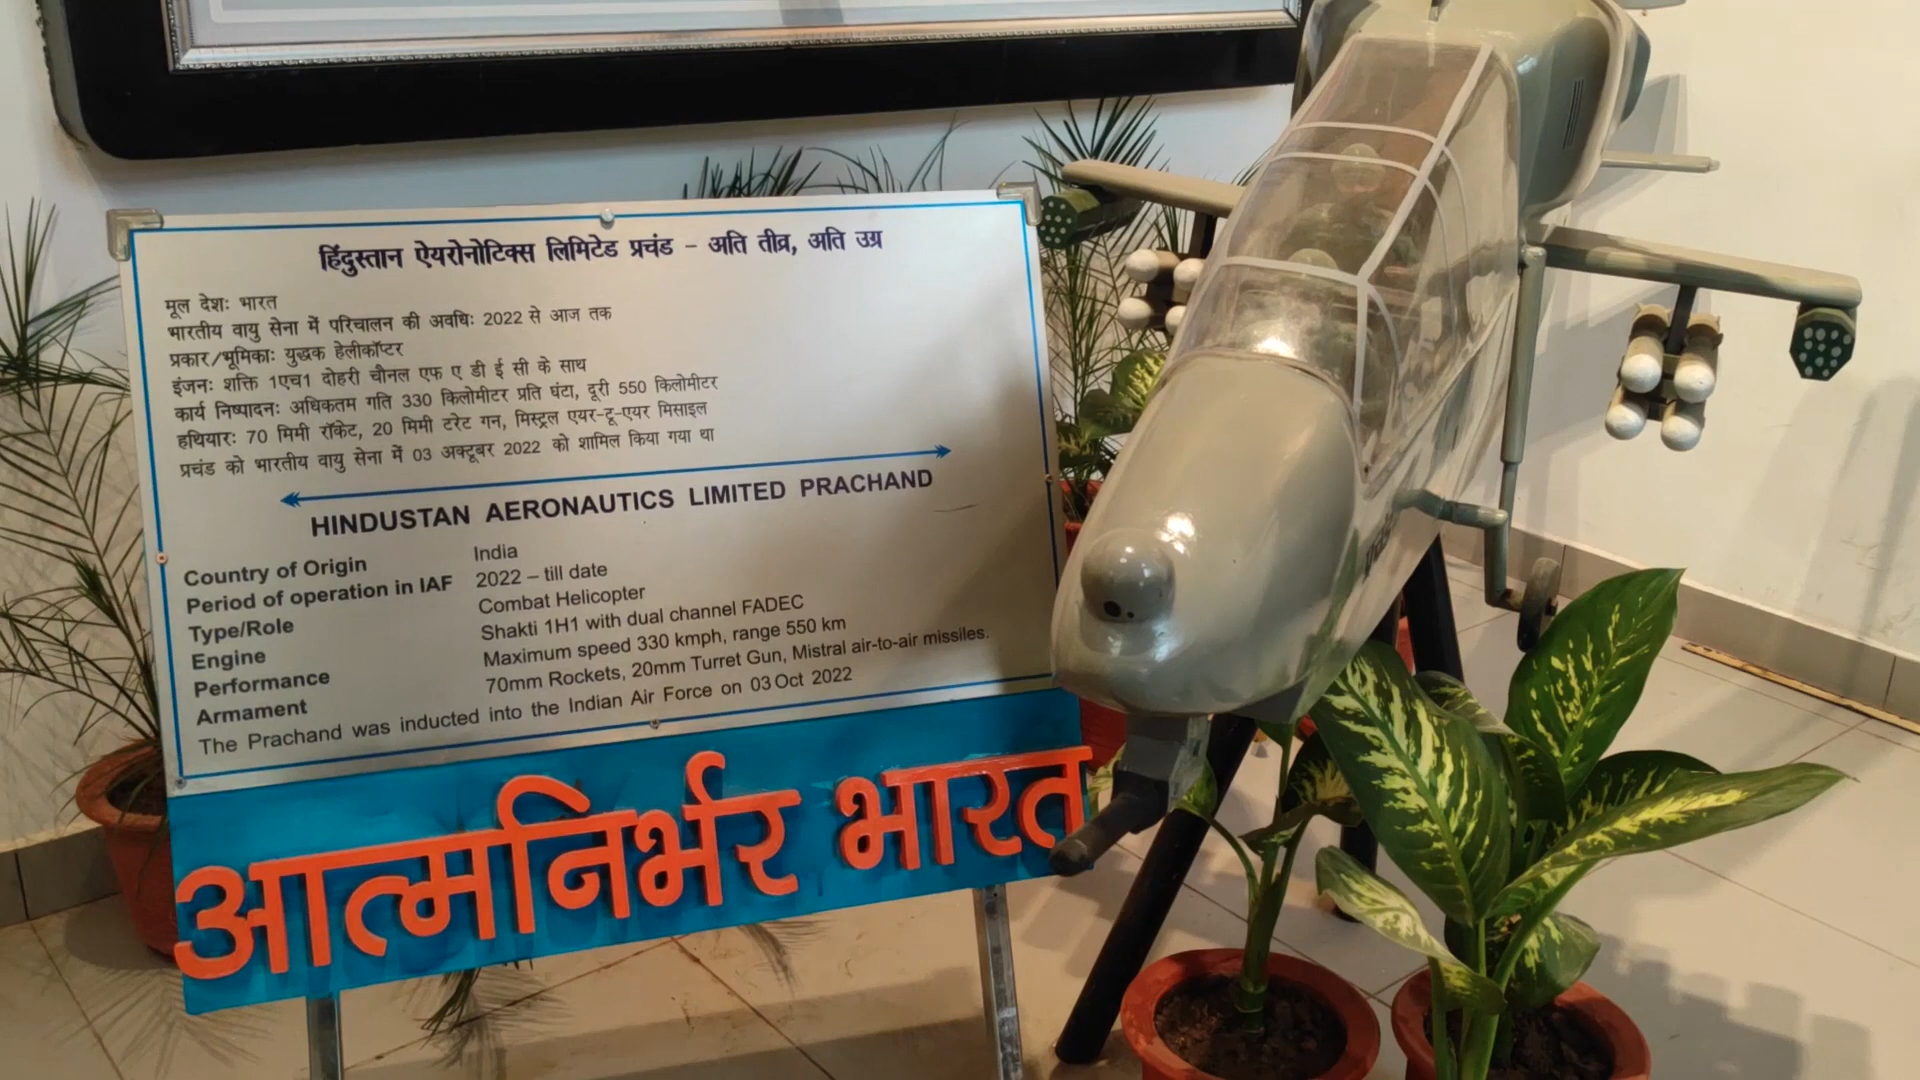 हिंदुस्तान ऐयरोनोटिक्स लिमिटेड प्रचंड – अति तीव्र, अति उग्र
मूल देशः भारत
भारतीय वायु सेना में परिचालन की अवधिः 2022 से आज तक
प्रकार/भूमिकाः युद्धक हेलीकॉप्टर
इंजनः शक्ति 1एच1 दोहरी चौनल एफ ए डी ई सी के साथ
कार्य निष्पादनः अधिकतम गति 330 किलोमीटर प्रति घंटा, दूरी 550 किलोमीटर
हथियारः 70 मिमी रॉकेट, 20 मिमी टरेट गन, मिस्ट्रल एयर-टू-एयर मिसाइल
प्रचंड को भारतीय वायु सेना में 03 अक्टूबर 2022 को शामिल किया गया था
HINDUSTAN AERONAUTICS LIMITED PRACHAND
Country of Origin India
Period of operation in IAF 2022 – till date
Type/Role Combat Helicopter
Engine Shakti 1H1 with dual channel FADEC
Performance Maximum speed 330 kmph, range 550 km
Armament 70mm Rockets, 20mm Turret Gun, Mistral air-to-air missiles.
The Prachand was inducted into the Indian Air Force on 03 Oct 2022
आत्मनिर्भर भारत